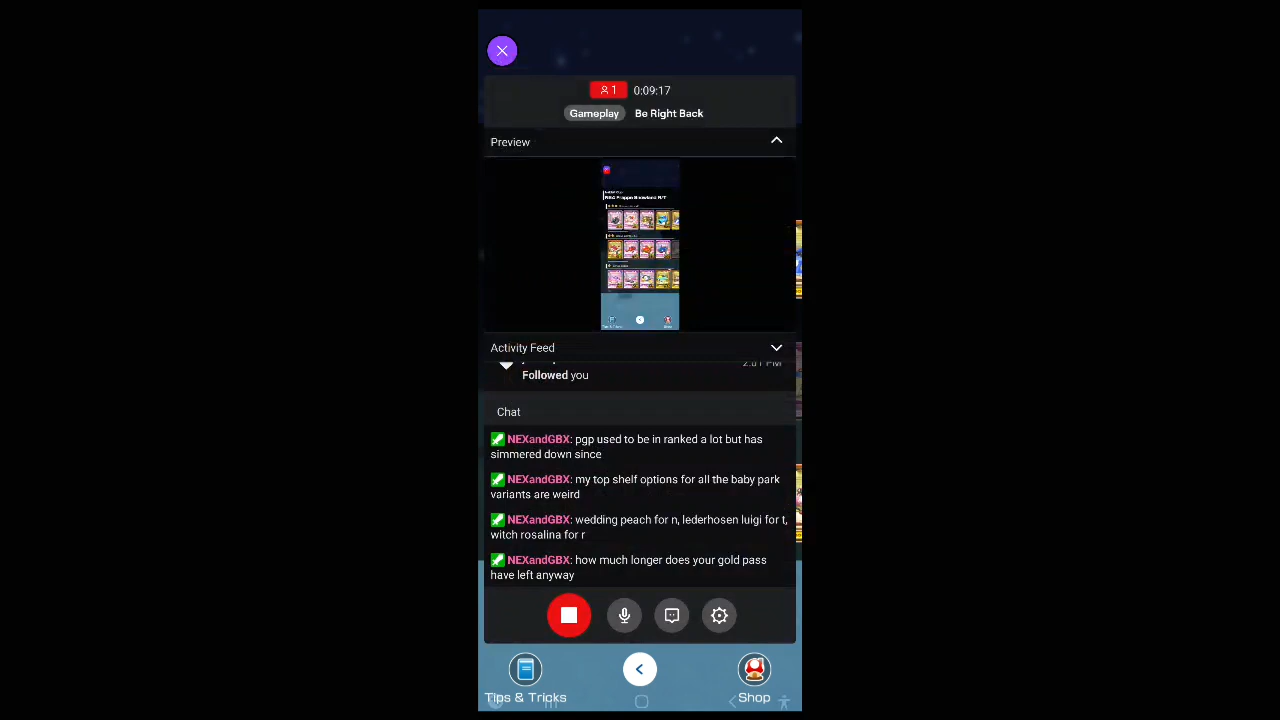 1 0:09:17
Gameplay Be Right Back
Preview
N64 Frappe Snowland R/T
Activity Feed
Followed you
Chat
NEXandGBX: pgp used to be in ranked a lot but has
simmered down since
NEXandGBX: my top shelf options for all the baby park
variants are weird
NEXandGBX: wedding peach for n, lederhosen luigi for t,
witch rosalina for r
NEXandGBX: how much longer does your gold pass
have left anyway
Tips & Tricks Shop